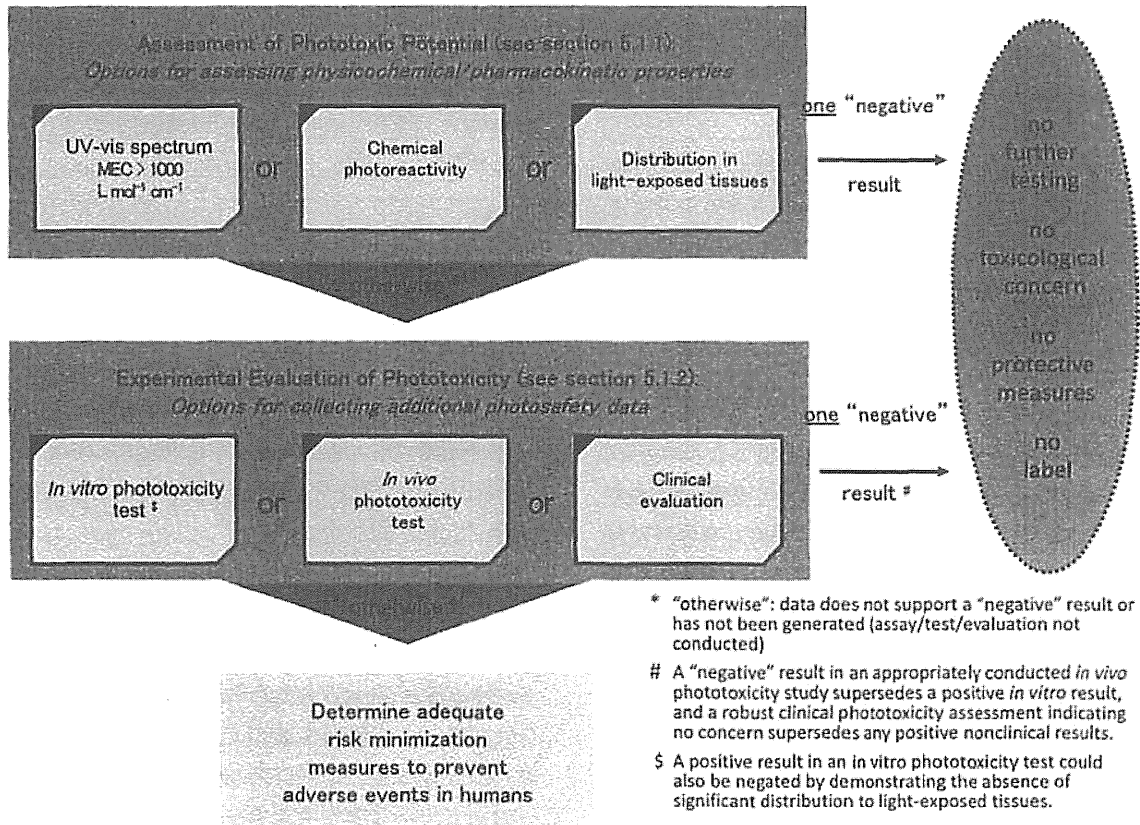 Assessment of Phototoxic Potential (see section 5.1.1):
Options for assessing physicochemical/pharmacokinetic properties
UV-vis spectrum
MEC > 1000
L mol⁻¹ cm⁻¹
or
Chemical
photoreactivity
or
Distribution in
light-exposed tissues
one "negative"
result
otherwise *
Experimental Evaluation of Phototoxicity (see section 5.1.2):
Options for collecting additional photosafety data
In vitro phototoxicity
test $
or
In vivo
phototoxicity
test
or
Clinical
evaluation
one "negative"
result #
otherwise *
Determine adequate
risk minimization
measures to prevent
adverse events in humans
no
further
testing
no
toxicological
concern
no
protective
measures
no
label
* "otherwise": data does not support a "negative" result or
has not been generated (assay/test/evaluation not
conducted)
# A "negative" result in an appropriately conducted in vivo
phototoxicity study supersedes a positive in vitro result,
and a robust clinical phototoxicity assessment indicating
no concern supersedes any positive nonclinical results.
$ A positive result in an in vitro phototoxicity test could
also be negated by demonstrating the absence of
significant distribution to light-exposed tissues.